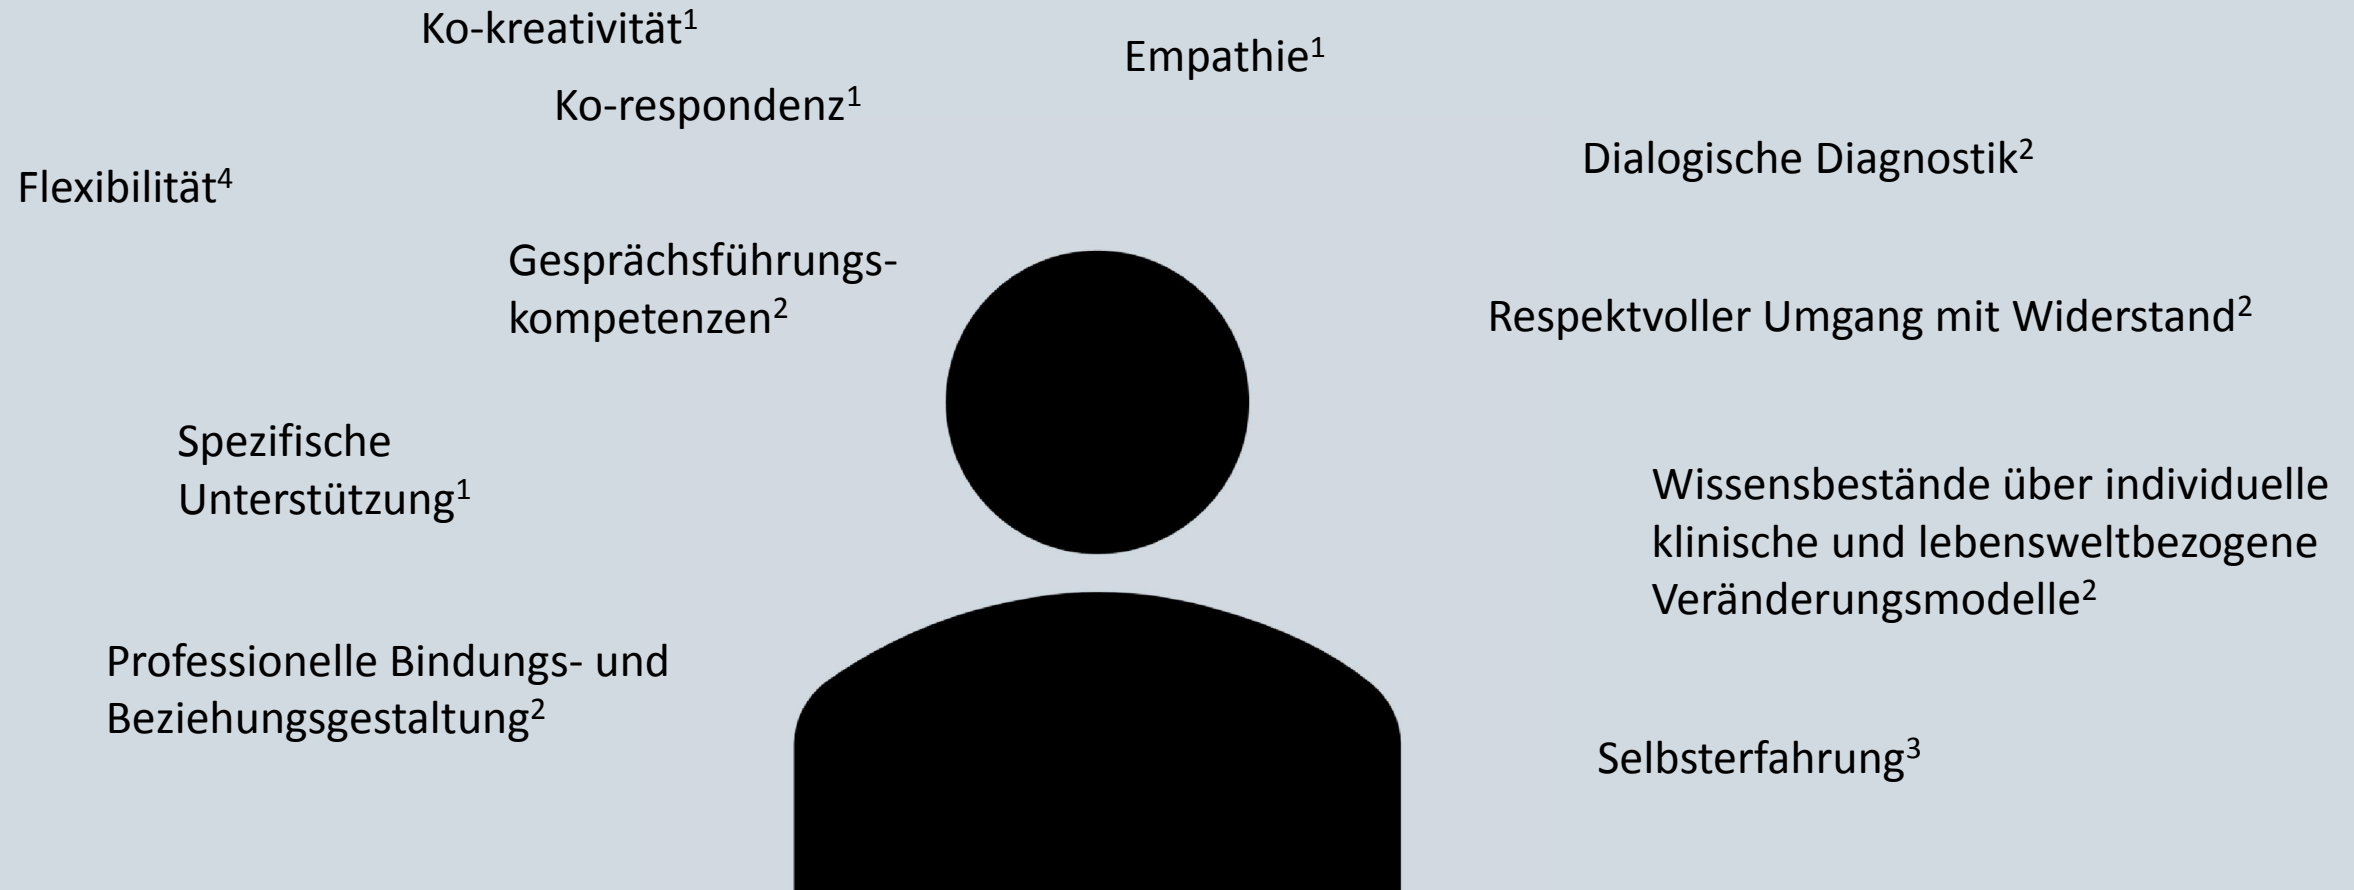 Ko-kreativität¹
Empathie¹
Ko-respondenz¹
Dialogische Diagnostik²
Flexibilität⁴
Gesprächsführungs-
kompetenzen²
Respektvoller Umgang mit Widerstand²
Spezifische
Unterstützung¹
Wissensbestände über individuelle
klinische und lebensweltbezogene
Veränderungsmodelle²
Professionelle Bindungs- und
Beziehungsgestaltung²
Selbsterfahrung³